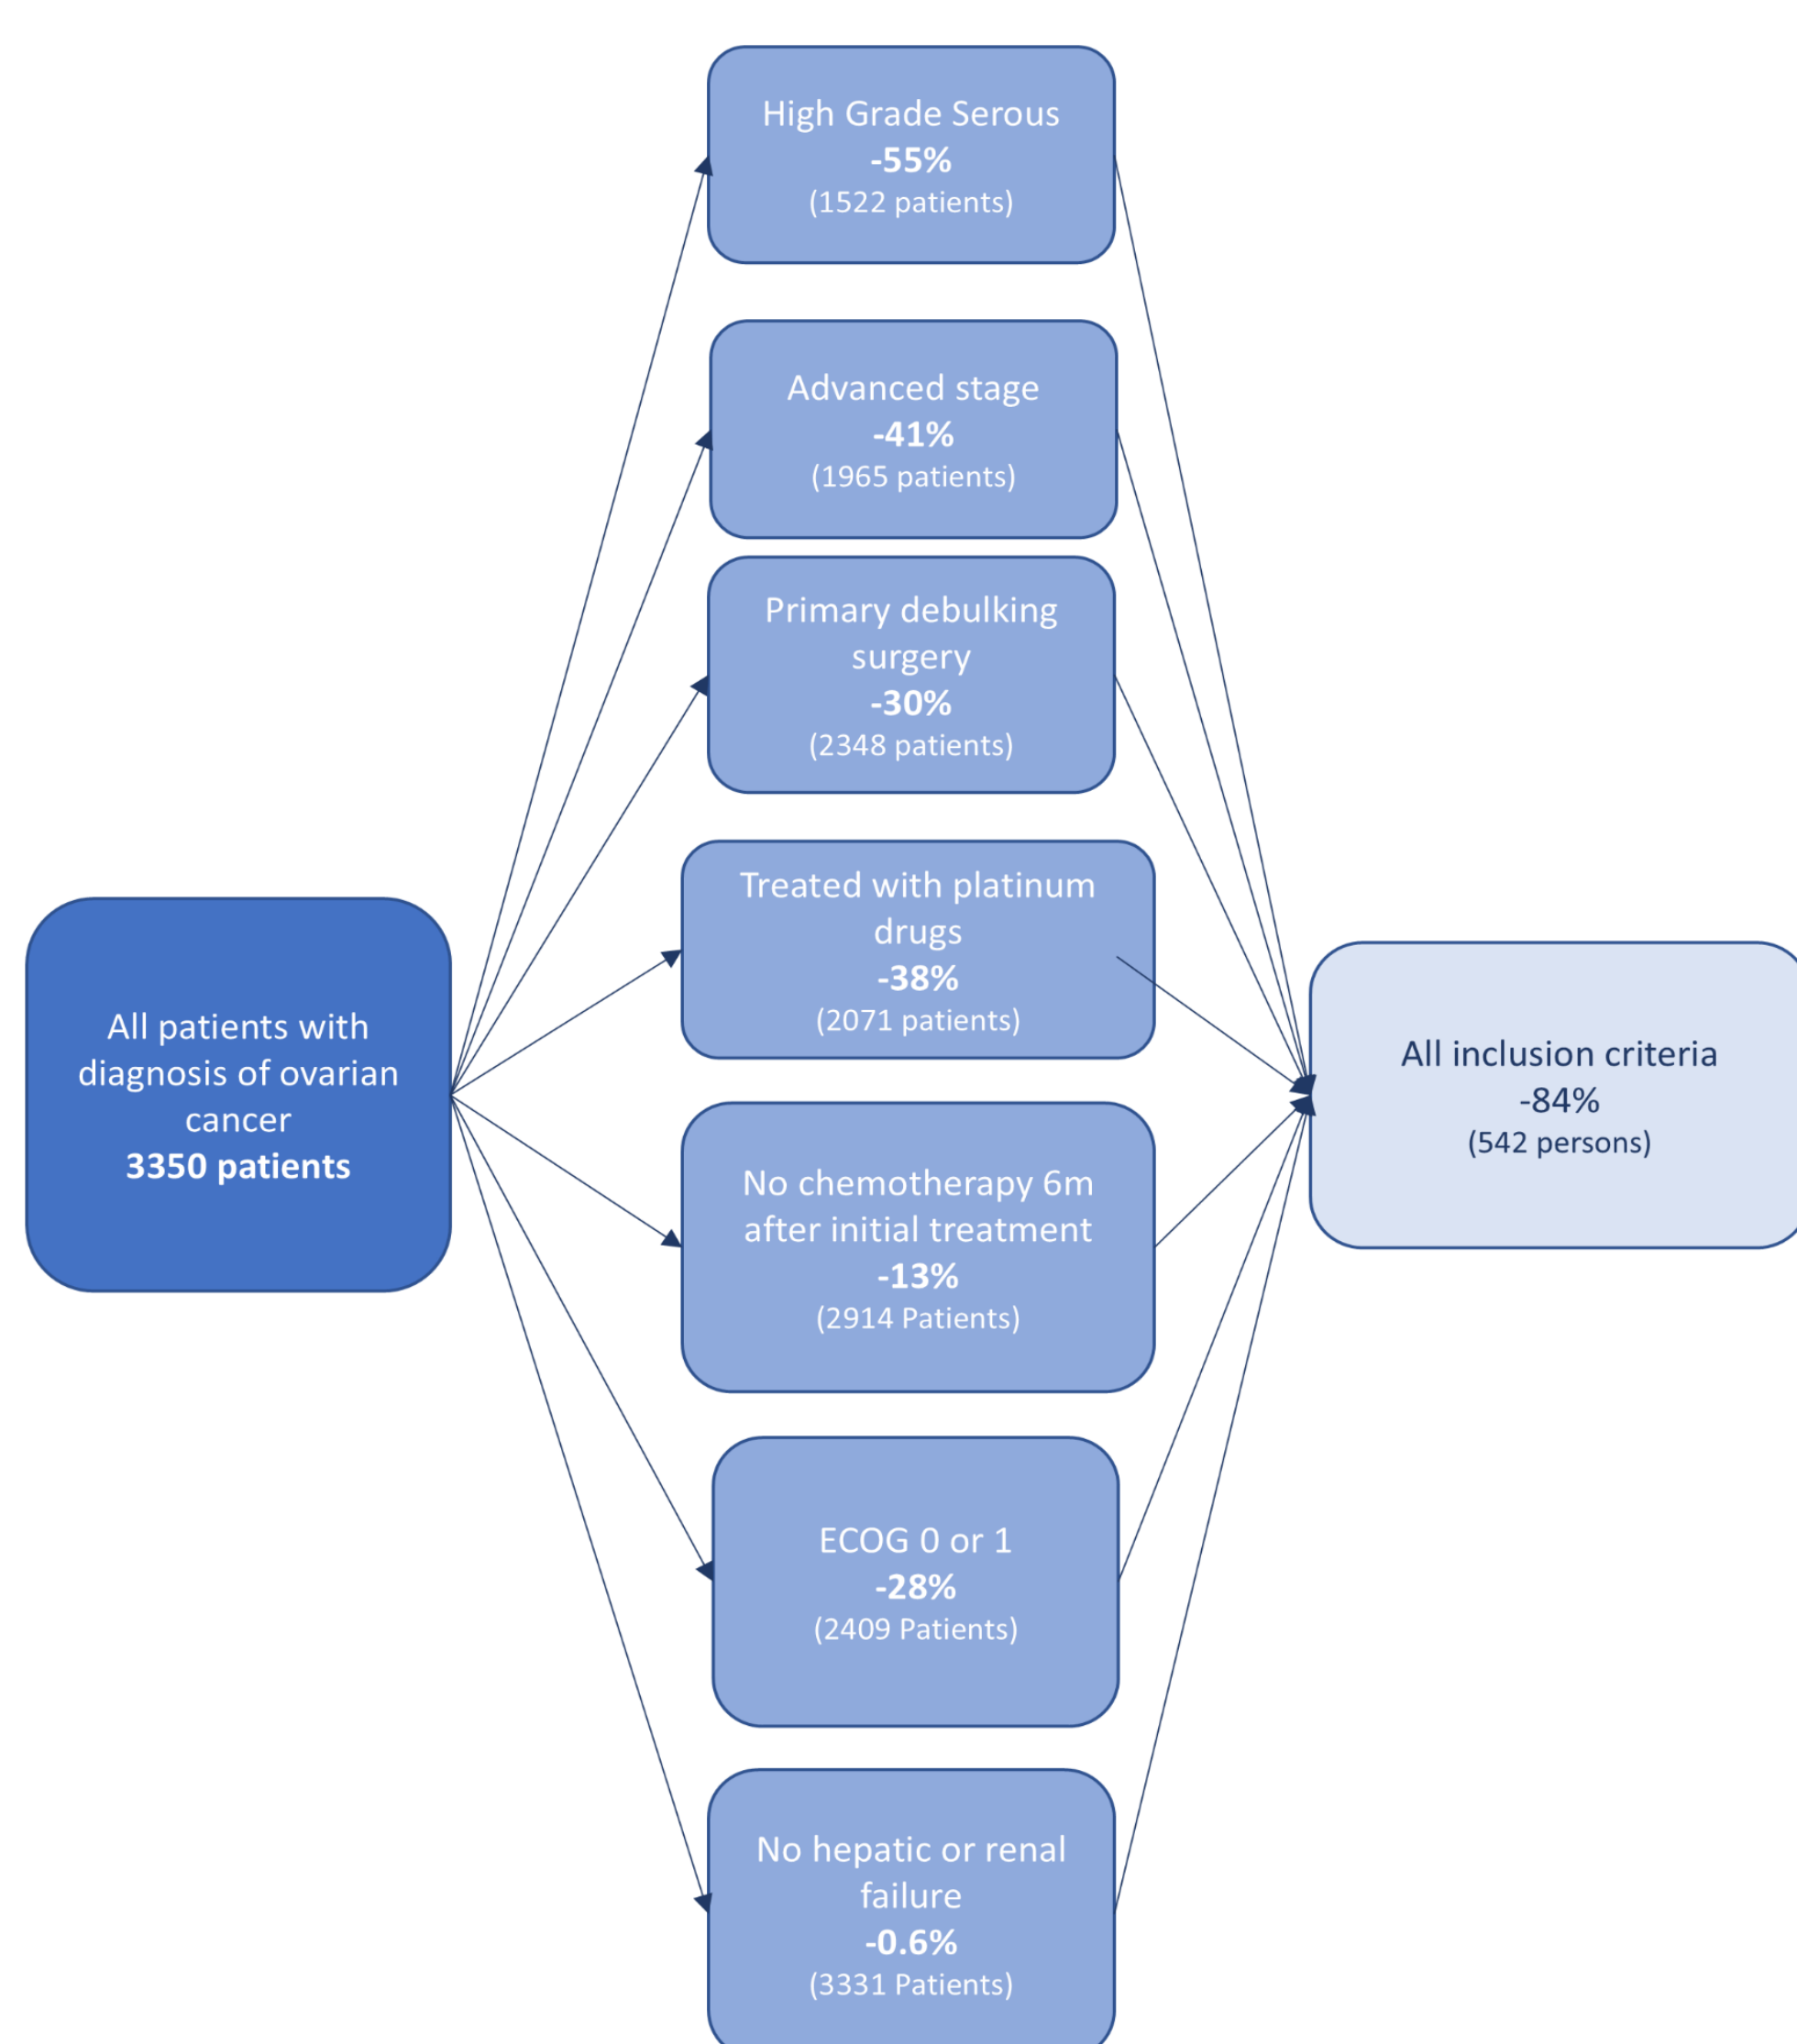 High Grade Serous
-55%
(1522 patients)
Advanced stage
-41%
(1965 patients)
Primary debulking
surgery
-30%
(2348 patients)
Treated with platinum
drugs
-38%
(2071 patients)
All patients with
diagnosis of ovarian
cancer
3350 patients
All inclusion criteria
-84%
(542 persons)
No chemotherapy 6m
after initial treatment
-13%
(2914 Patients)
ECOG 0 or 1
-28%
(2409 Patients)
No hepatic or renal
failure
-0.6%
(3331 Patients)